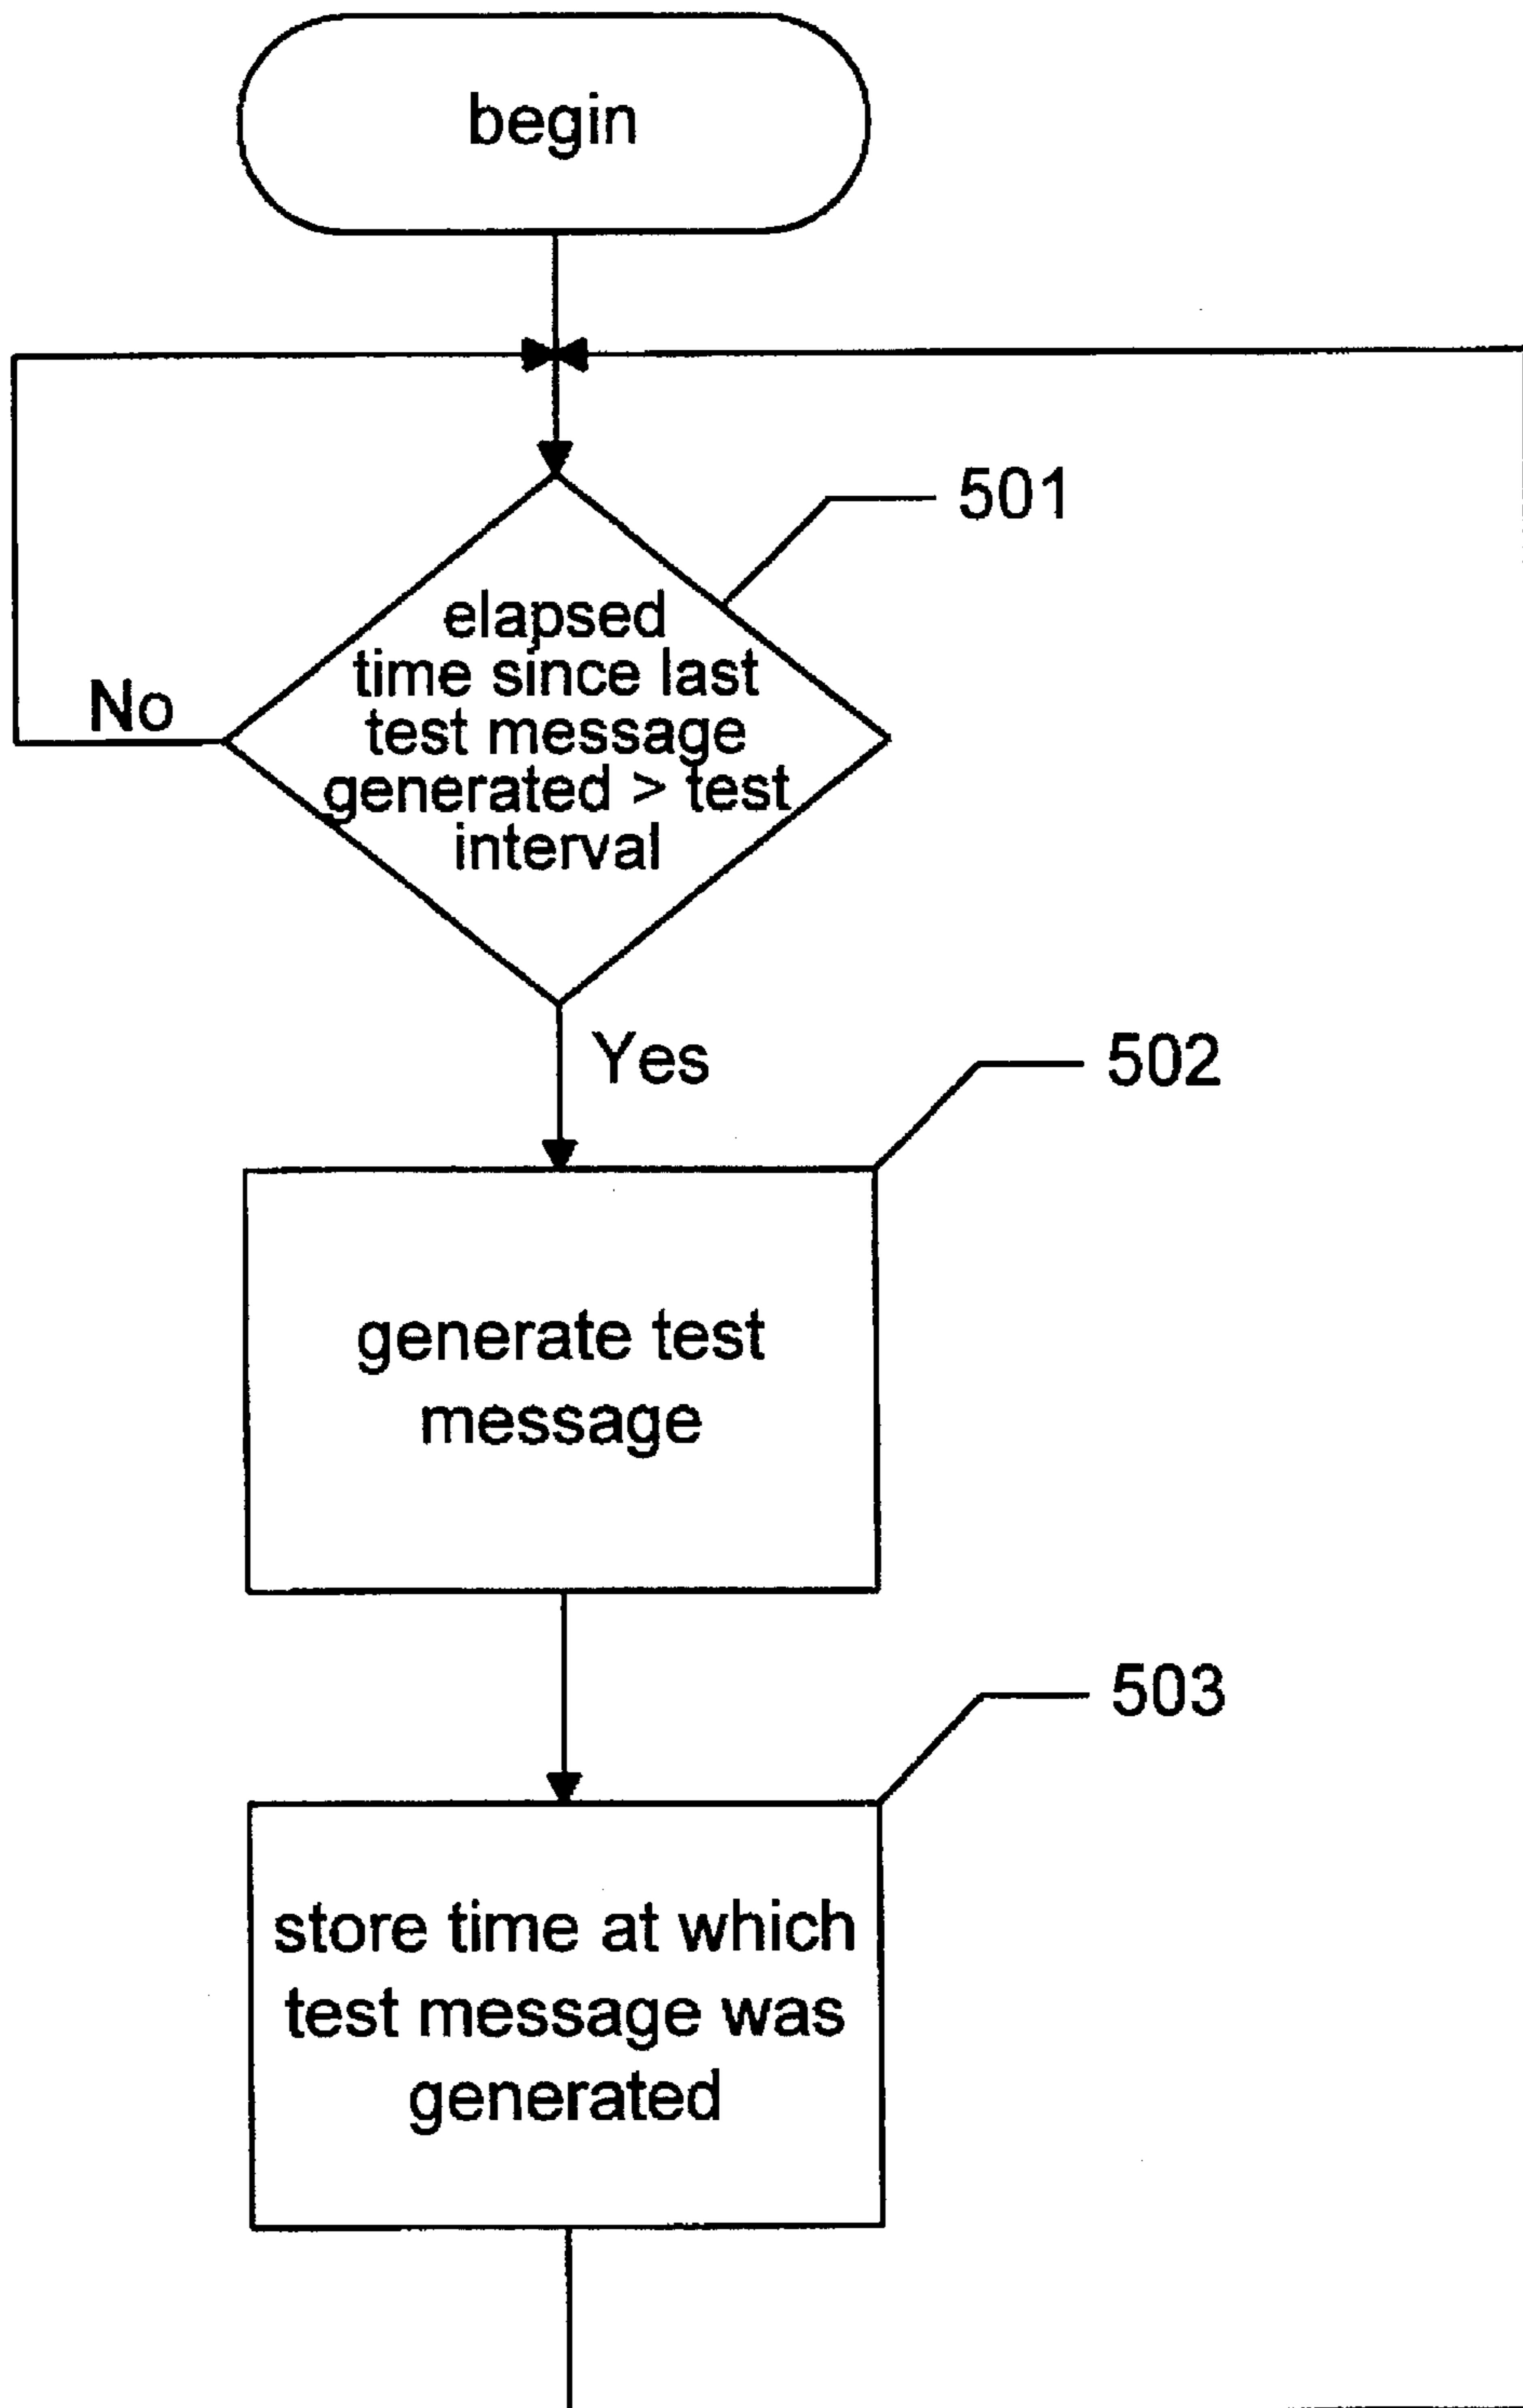 begin
501
elapsed
time since last
test message
generated > test
interval
No
Yes
502
generate test
message
503
store time at which
test message was
generated